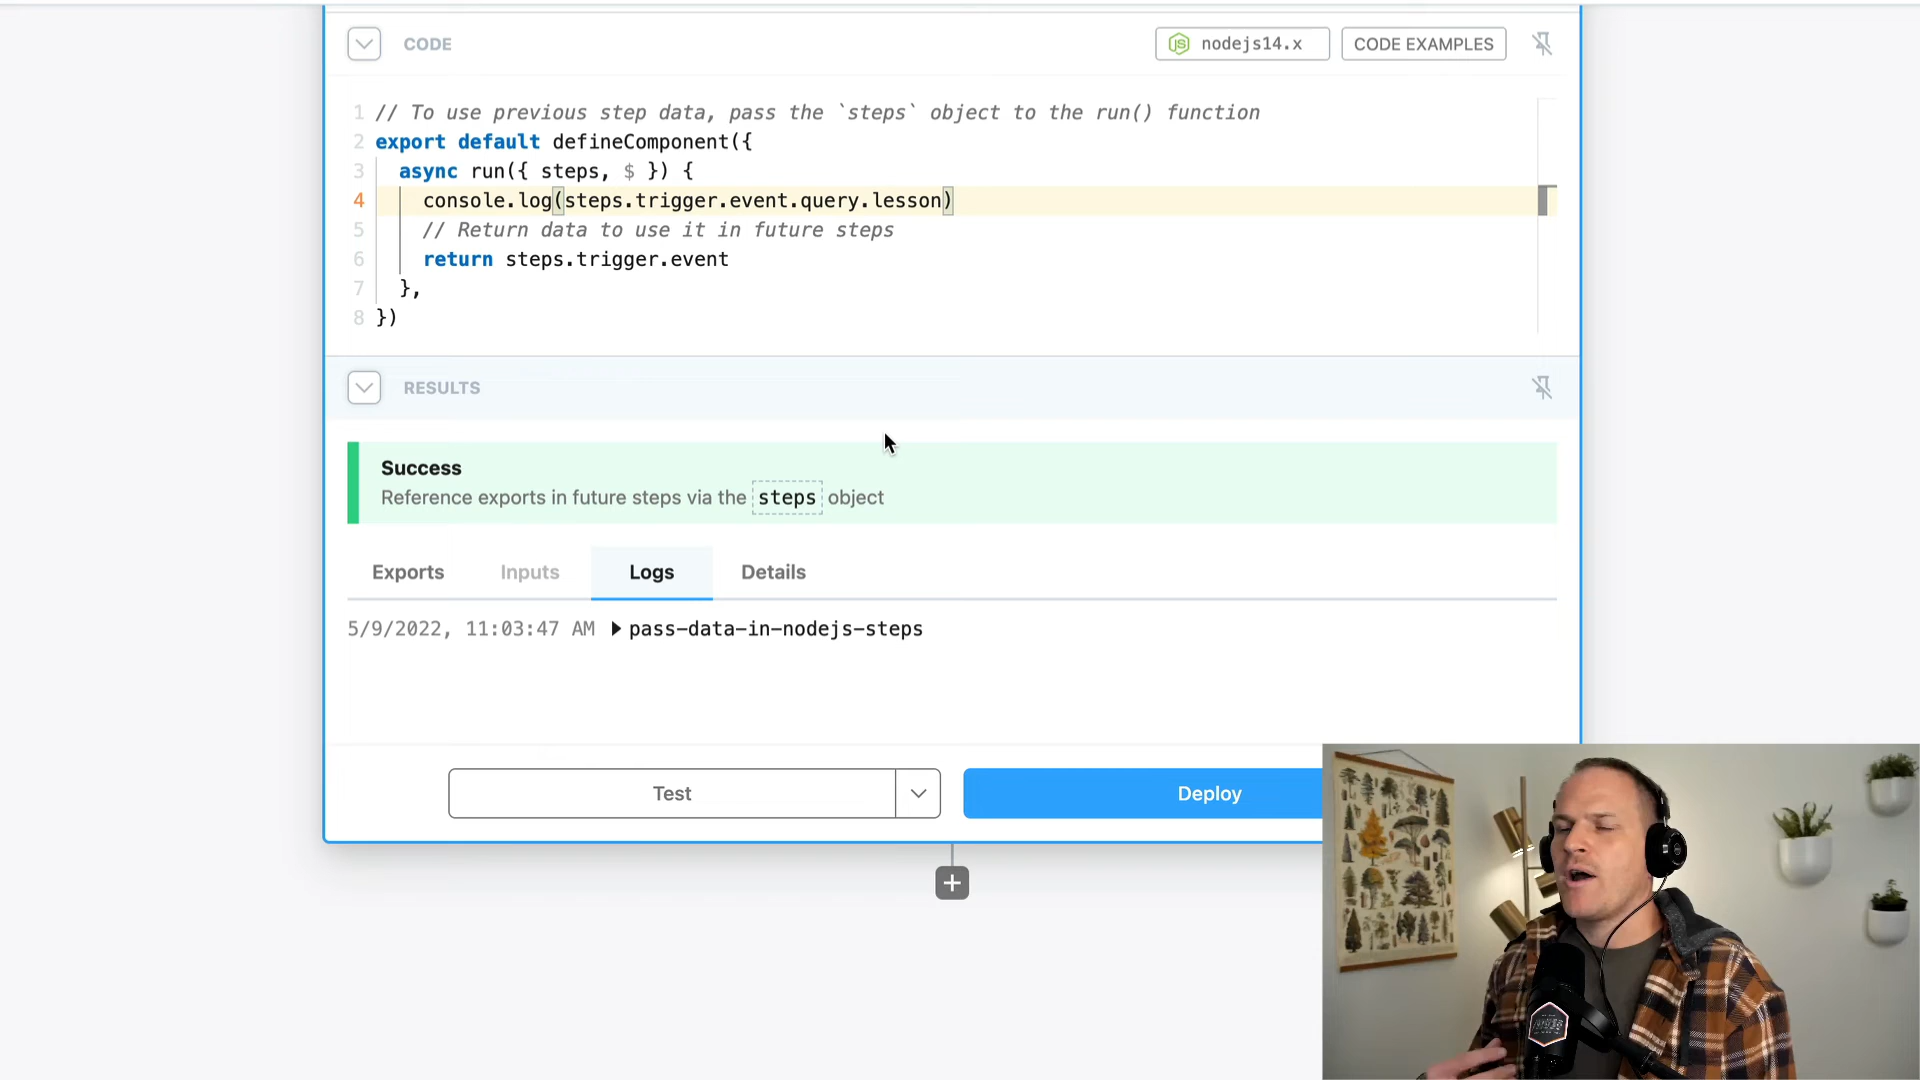 CODE
nodejs14.x
CODE EXAMPLES
1 // To use previous step data, pass the `steps` object to the run() function
2 export default defineComponent({
3 async run({ steps, $ }) {
4 console.log(steps.trigger.event.query.lesson)
5 // Return data to use it in future steps
6 return steps.trigger.event
7 },
8 })
RESULTS
Success
Reference exports in future steps via the steps object
Exports Inputs Logs Details
5/9/2022, 11:03:47 AM pass-data-in-nodejs-steps
Test
Deploy